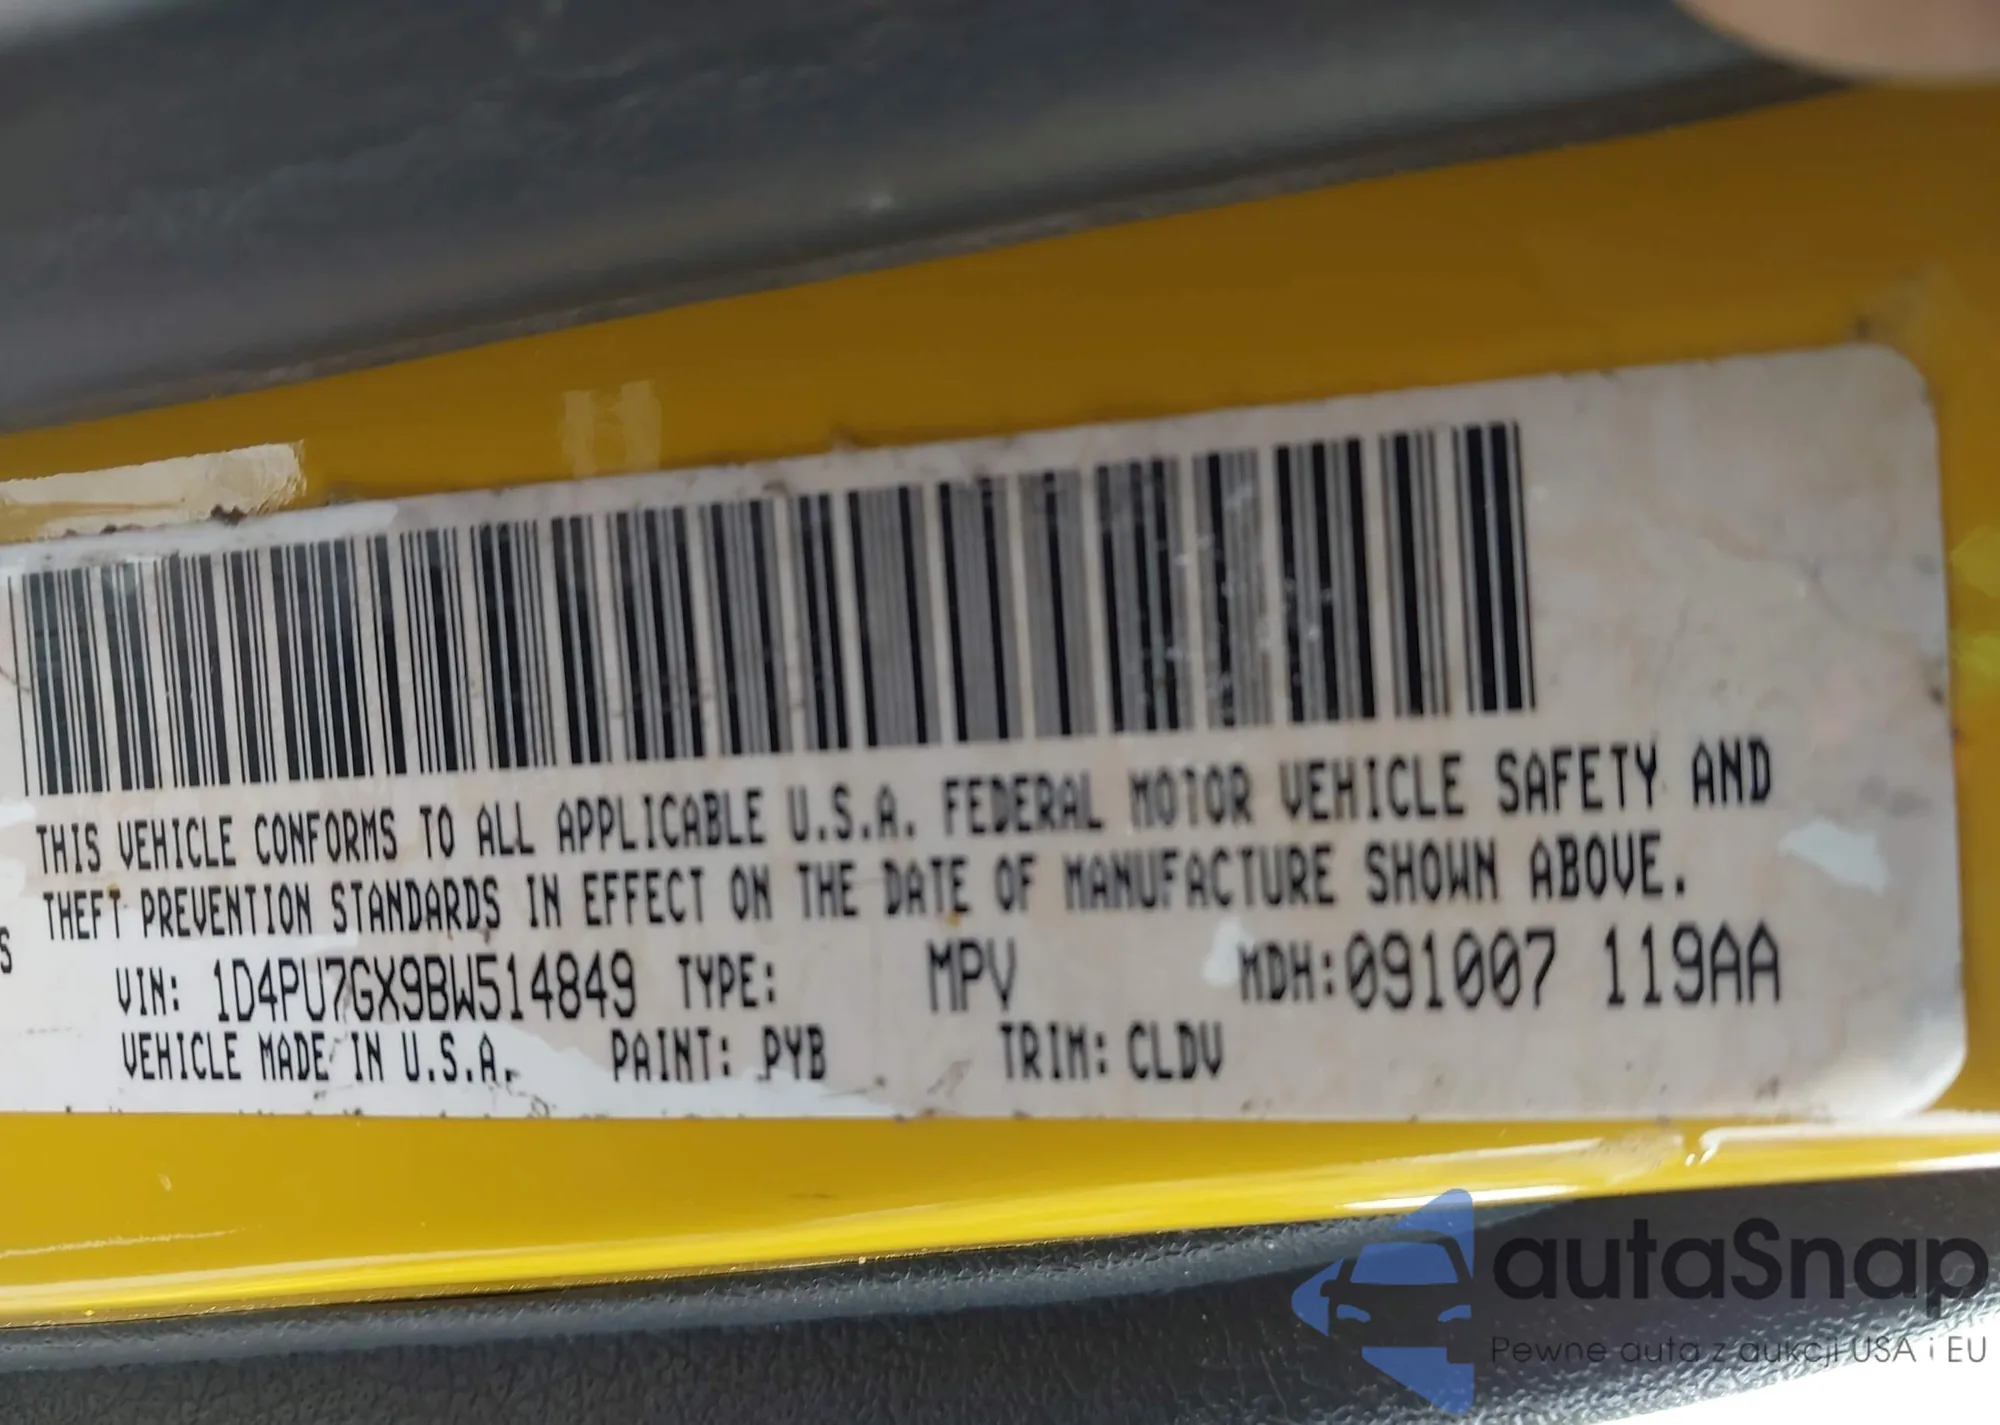 THIS VEHICLE CONFORMS TO ALL APPLICABLE U.S.A. FEDERAL MOTOR VEHICLE SAFETY AND
THEFT PREVENTION STANDARDS IN EFFECT ON THE DATE OF MANUFACTURE SHOWN ABOVE.
S
VIN: 1D4PU7GX9BW514849 TYPE: MPV MDH:091007 119AA
VEHICLE MADE IN U.S.A. PAINT: PYB TRIM: CLDV
autaSnap
Pewne auta z aukcji USA i EU